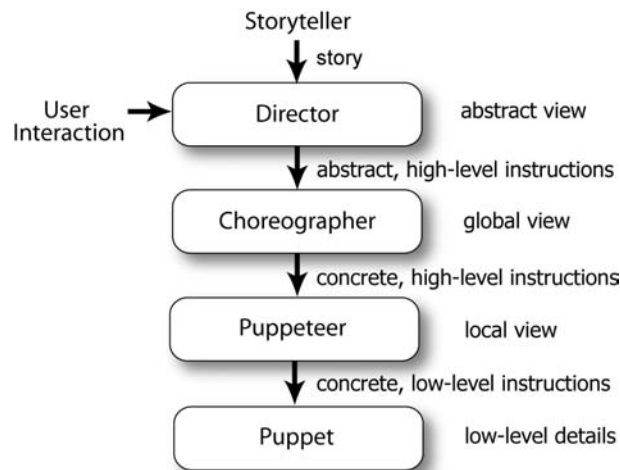 Storyteller
story
User
Interaction
Director
abstract view
abstract, high-level instructions
Choreographer
global view
concrete, high-level instructions
Puppeteer
local view
concrete, low-level instructions
Puppet
low-level details